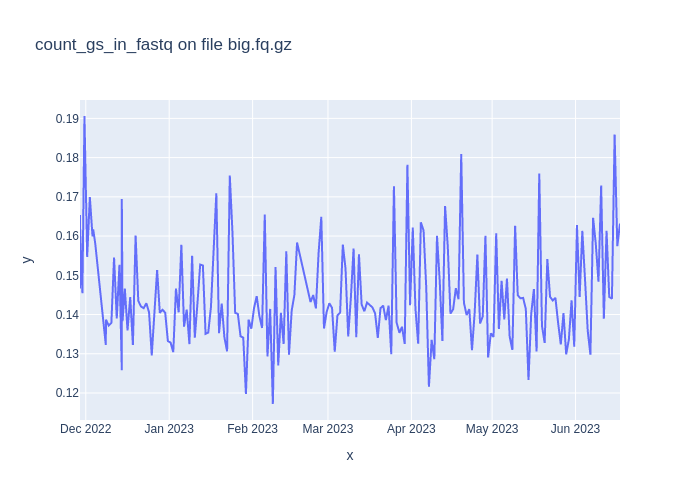 count_gs_in_fastq on file big.fq.gz
0.19
0.18
0.17
0.16
0.15
0.14
0.13
0.12
y
Dec 2022 Jan 2023 Feb 2023 Mar 2023 Apr 2023 May 2023 Jun 2023
x